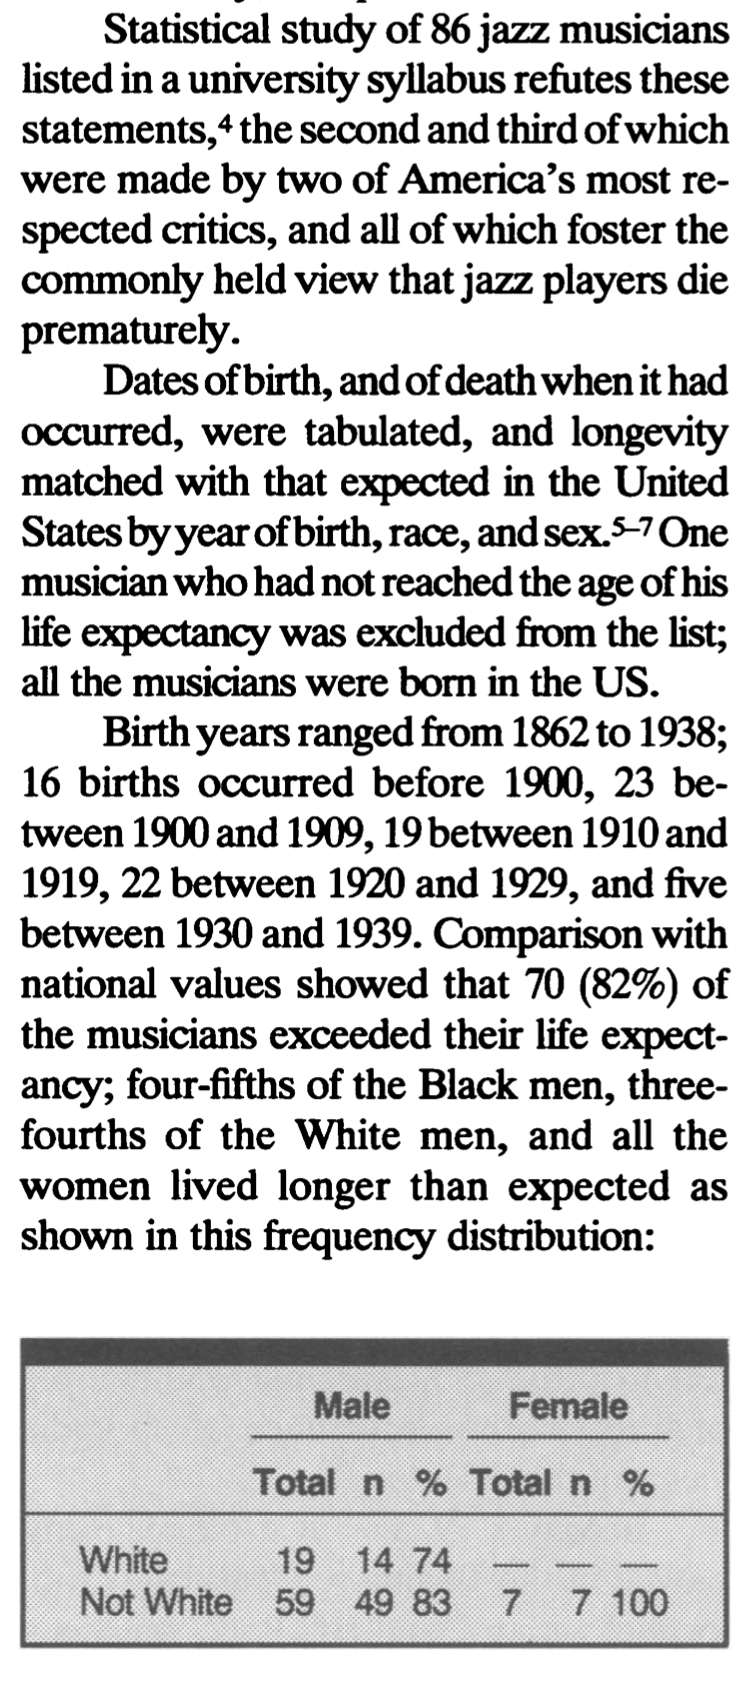 Statistical study of 86 jazz musicians
listed in a university syllabus refutes these
statements,⁴ the second and third of which
were made by two of America's most re-
spected critics, and all of which foster the
commonly held view that jazz players die
prematurely.
Dates of birth, and of death when it had
occurred, were tabulated, and longevity
matched with that expected in the United
States by year of birth, race, and sex.⁵⁻⁷ One
musician who had not reached the age of his
life expectancy was excluded from the list;
all the musicians were born in the US.
Birth years ranged from 1862 to 1938;
16 births occurred before 1900, 23 be-
tween 1900 and 1909, 19 between 1910 and
1919, 22 between 1920 and 1929, and five
between 1930 and 1939. Comparison with
national values showed that 70 (82%) of
the musicians exceeded their life expect-
ancy; four-fifths of the Black men, three-
fourths of the White men, and all the
women lived longer than expected as
shown in this frequency distribution:
Male Female
Total n % Total n %
White 19 14 74 — — —
Not White 59 49 83 7 7 100